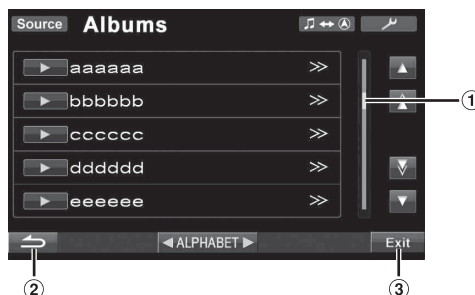 Source Albums
aaaaaa
bbbbbb
cccccc
dddddd
eeeeee
ALPHABET
Exit
1
2 3